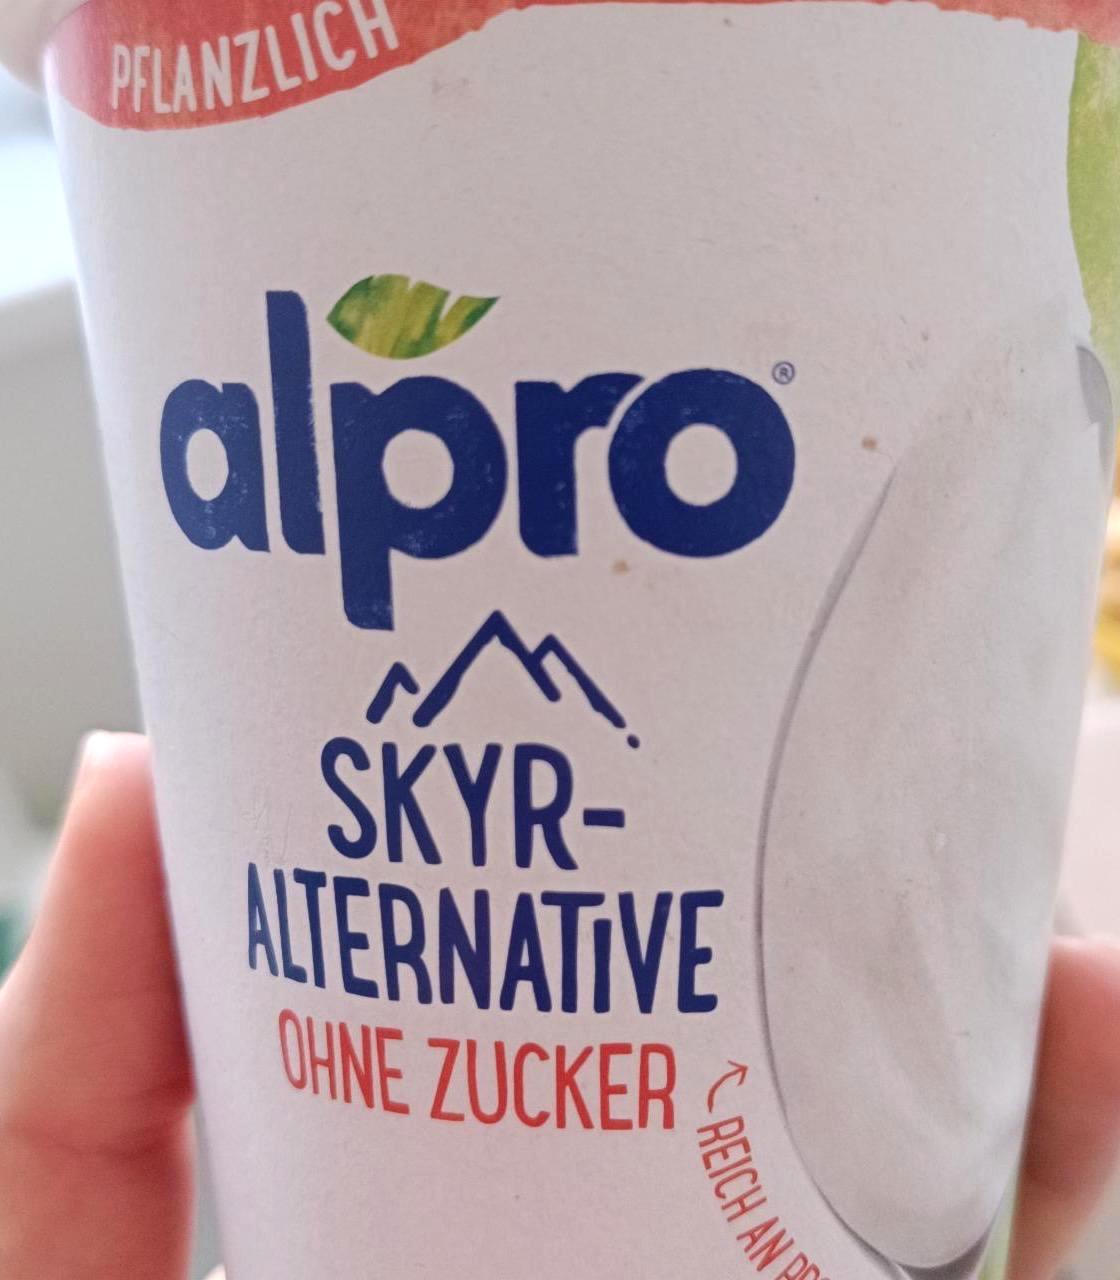 PFLANZLICH
alpro®
SKYR-
ALTERNATIVE
OHNE ZUCKER
REICH AN